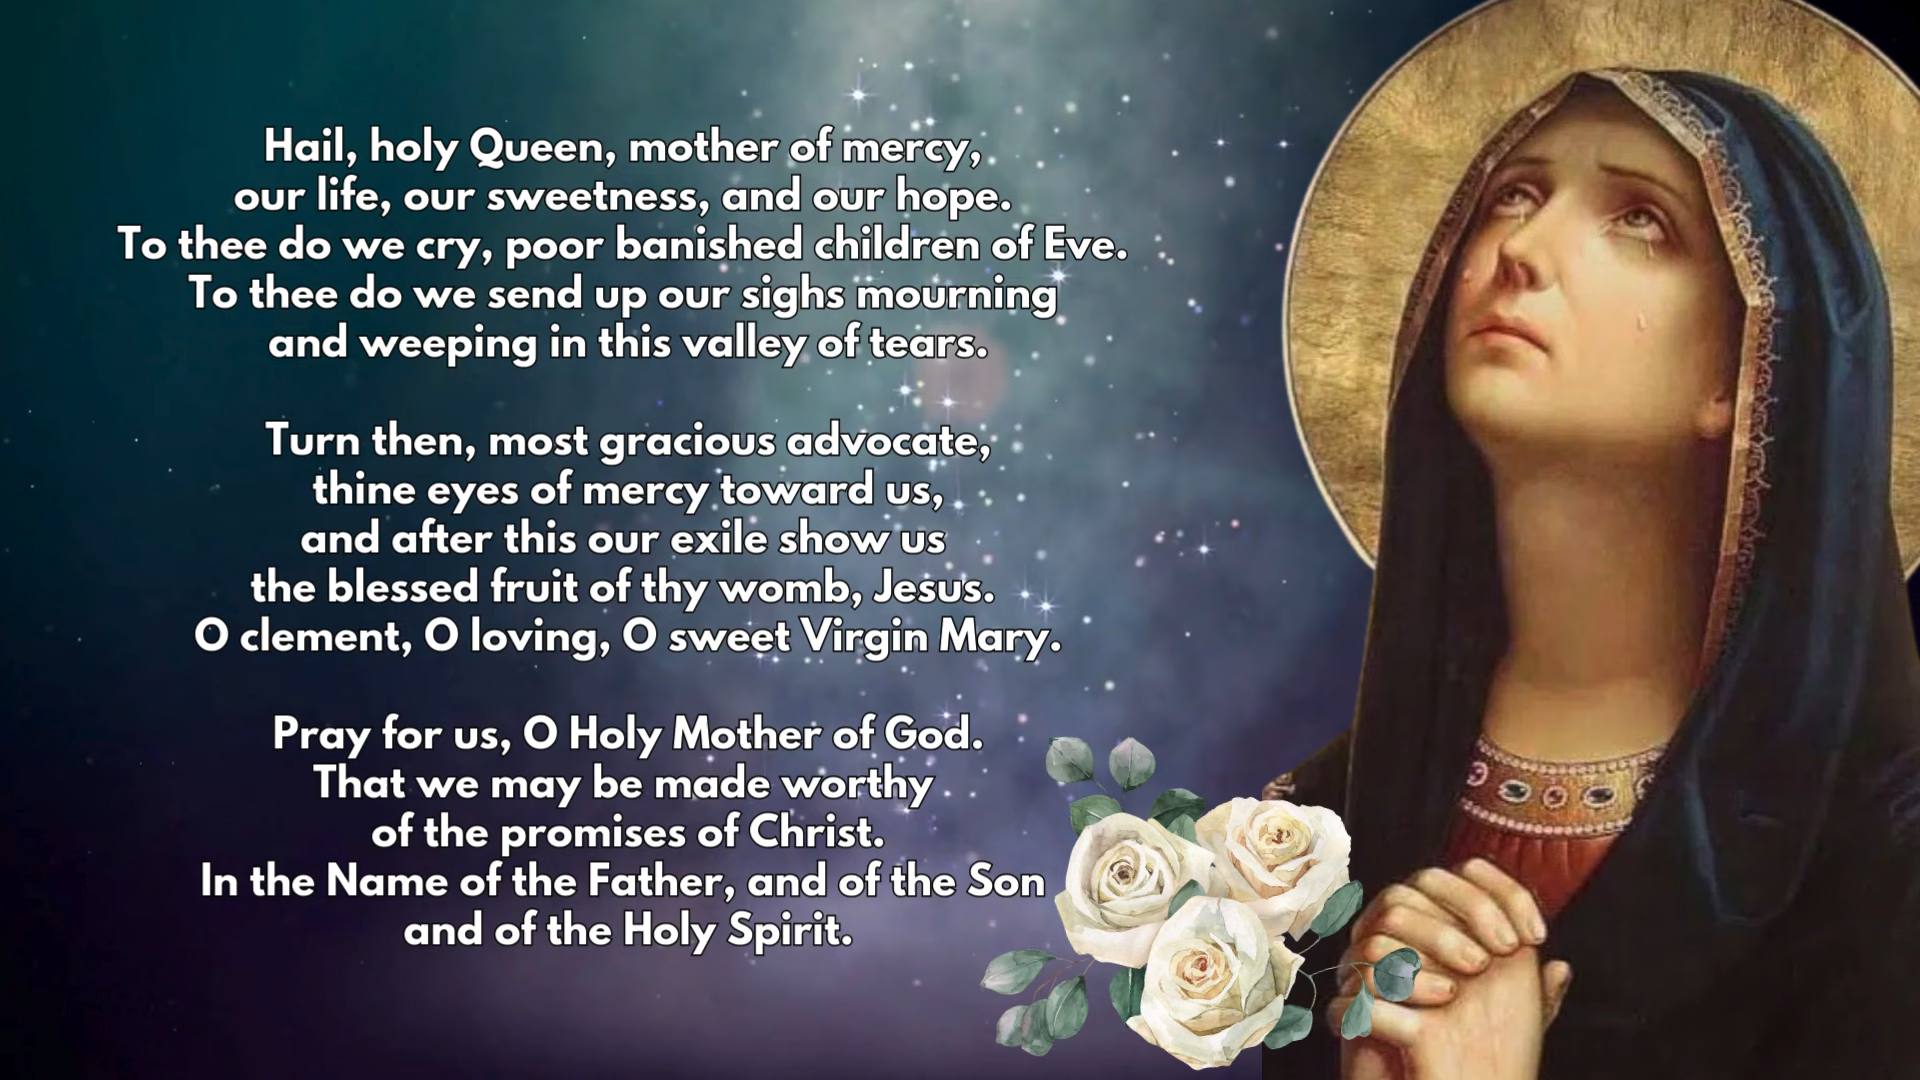 Hail, holy Queen, mother of mercy,
our life, our sweetness, and our hope.
To thee do we cry, poor banished children of Eve.
To thee do we send up our sighs mourning
and weeping in this valley of tears.
Turn then, most gracious advocate,
thine eyes of mercy toward us,
and after this our exile show us
the blessed fruit of thy womb, Jesus.
O clement, O loving, O sweet Virgin Mary.
Pray for us, O Holy Mother of God.
That we may be made worthy
of the promises of Christ.
In the Name of the Father, and of the Son
and of the Holy Spirit.